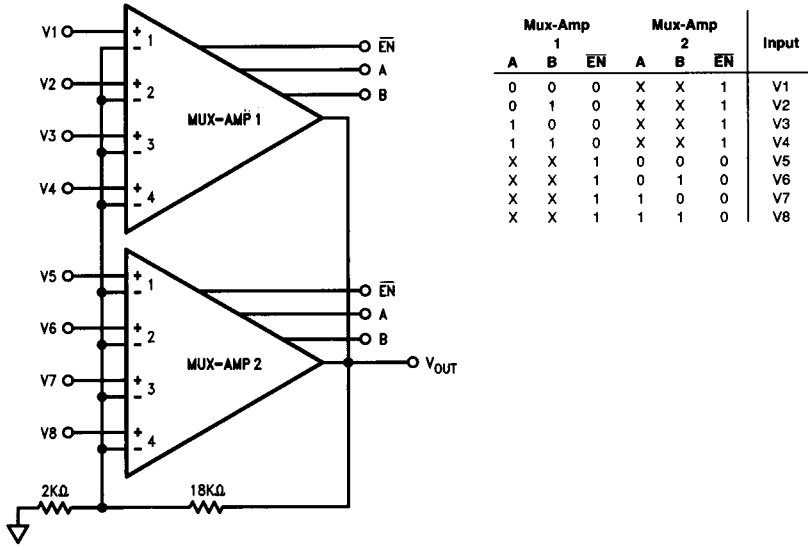 V1
+
−
1
V2
+
−
2
V3
+
−
3
V4
+
−
4
MUX-AMP 1
EN
A
B
V5
+
−
1
V6
+
−
2
V7
+
−
3
V8
+
−
4
MUX-AMP 2
EN
A
B
VOUT
2KΩ
18KΩ
Mux-Amp 1 Mux-Amp 2 Input
A B EN A B EN
0 0 0 X X 1 V1
0 1 0 X X 1 V2
1 0 0 X X 1 V3
1 1 0 X X 1 V4
X X 1 0 0 0 V5
X X 1 0 1 0 V6
X X 1 1 0 0 V7
X X 1 1 1 0 V8